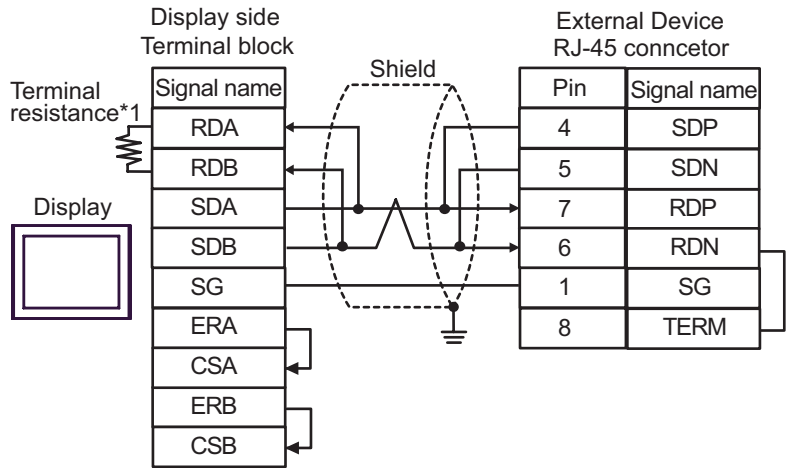 Display side
Terminal block
External Device
RJ-45 conncetor
Terminal
resistance*1
Shield
Signal name
Pin Signal name
RDA 4 SDP
RDB 5 SDN
Display
SDA 7 RDP
SDB 6 RDN
SG 1 SG
ERA 8 TERM
CSA
ERB
CSB